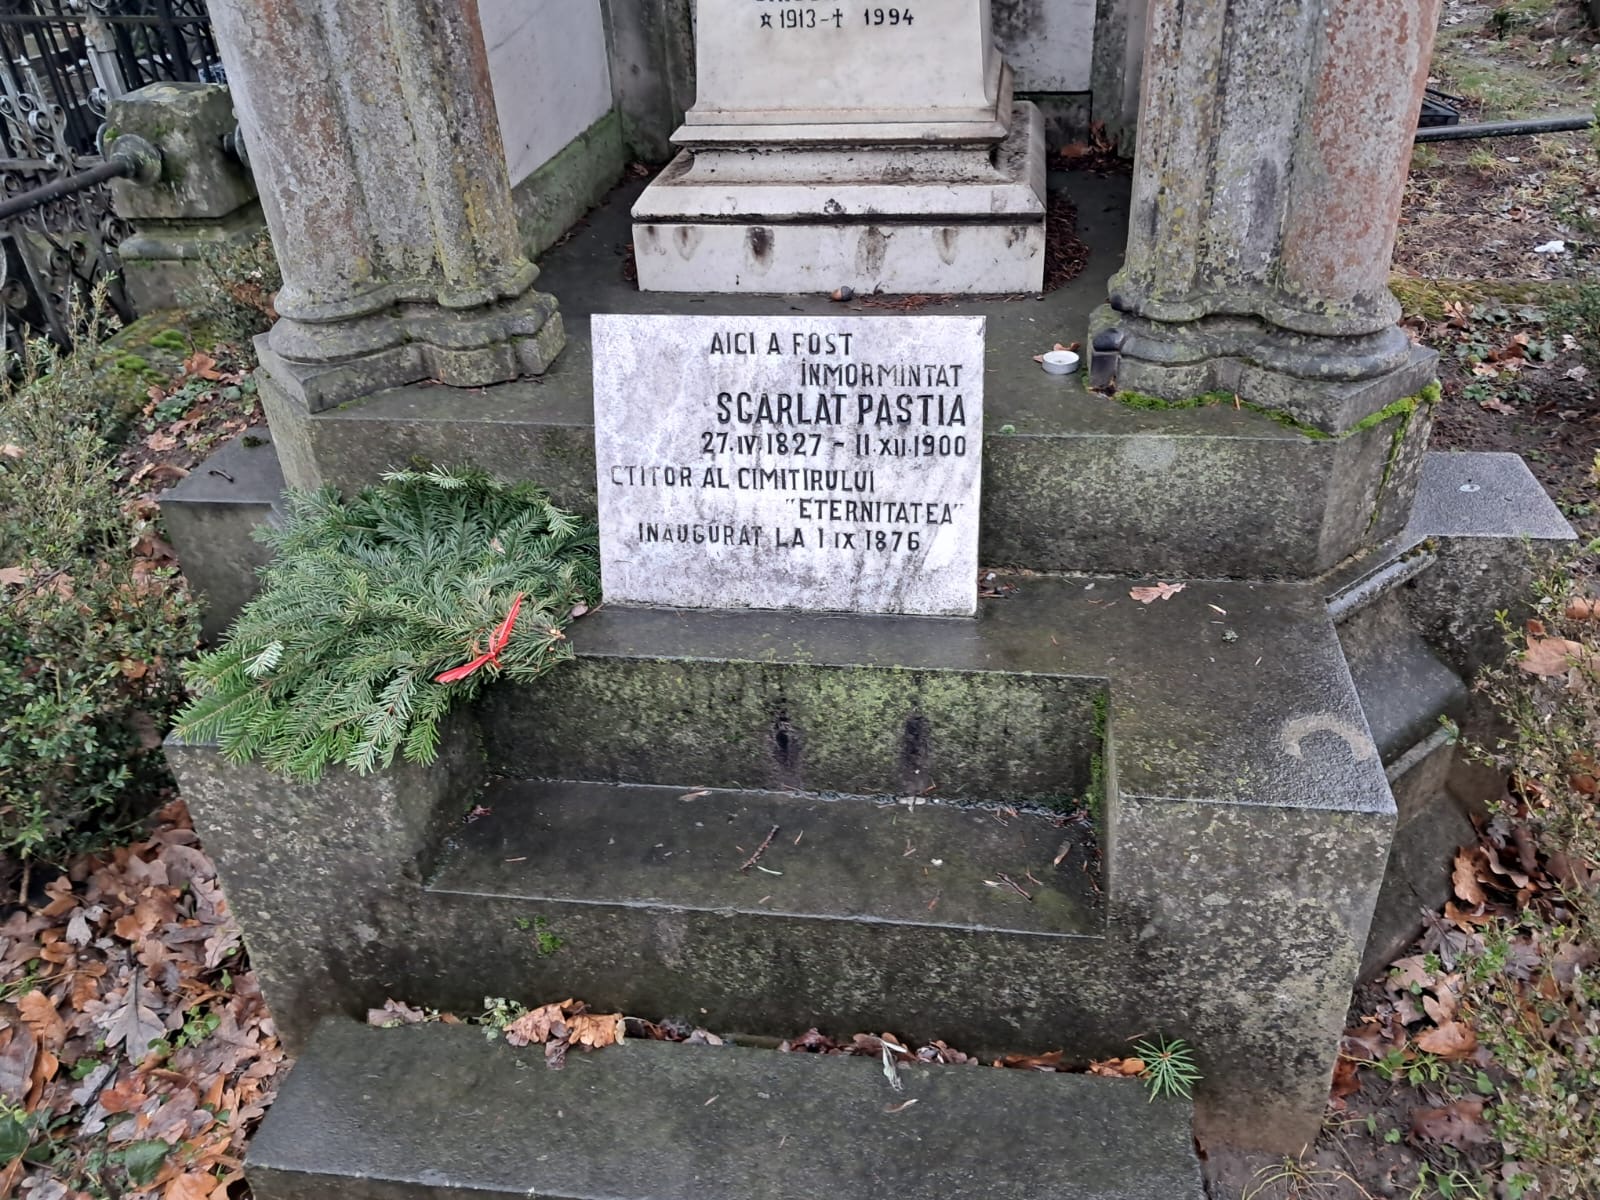 ☆1913-† 1994
AICI A FOST
ÎNMORMÎNTAT
SCARLAT PASTIA
27.IV.1827 - 11.XII.1900
CTITOR AL CIMITIRULUI
"ETERNITATEA"
INAUGURAT LA 1 IX 1876